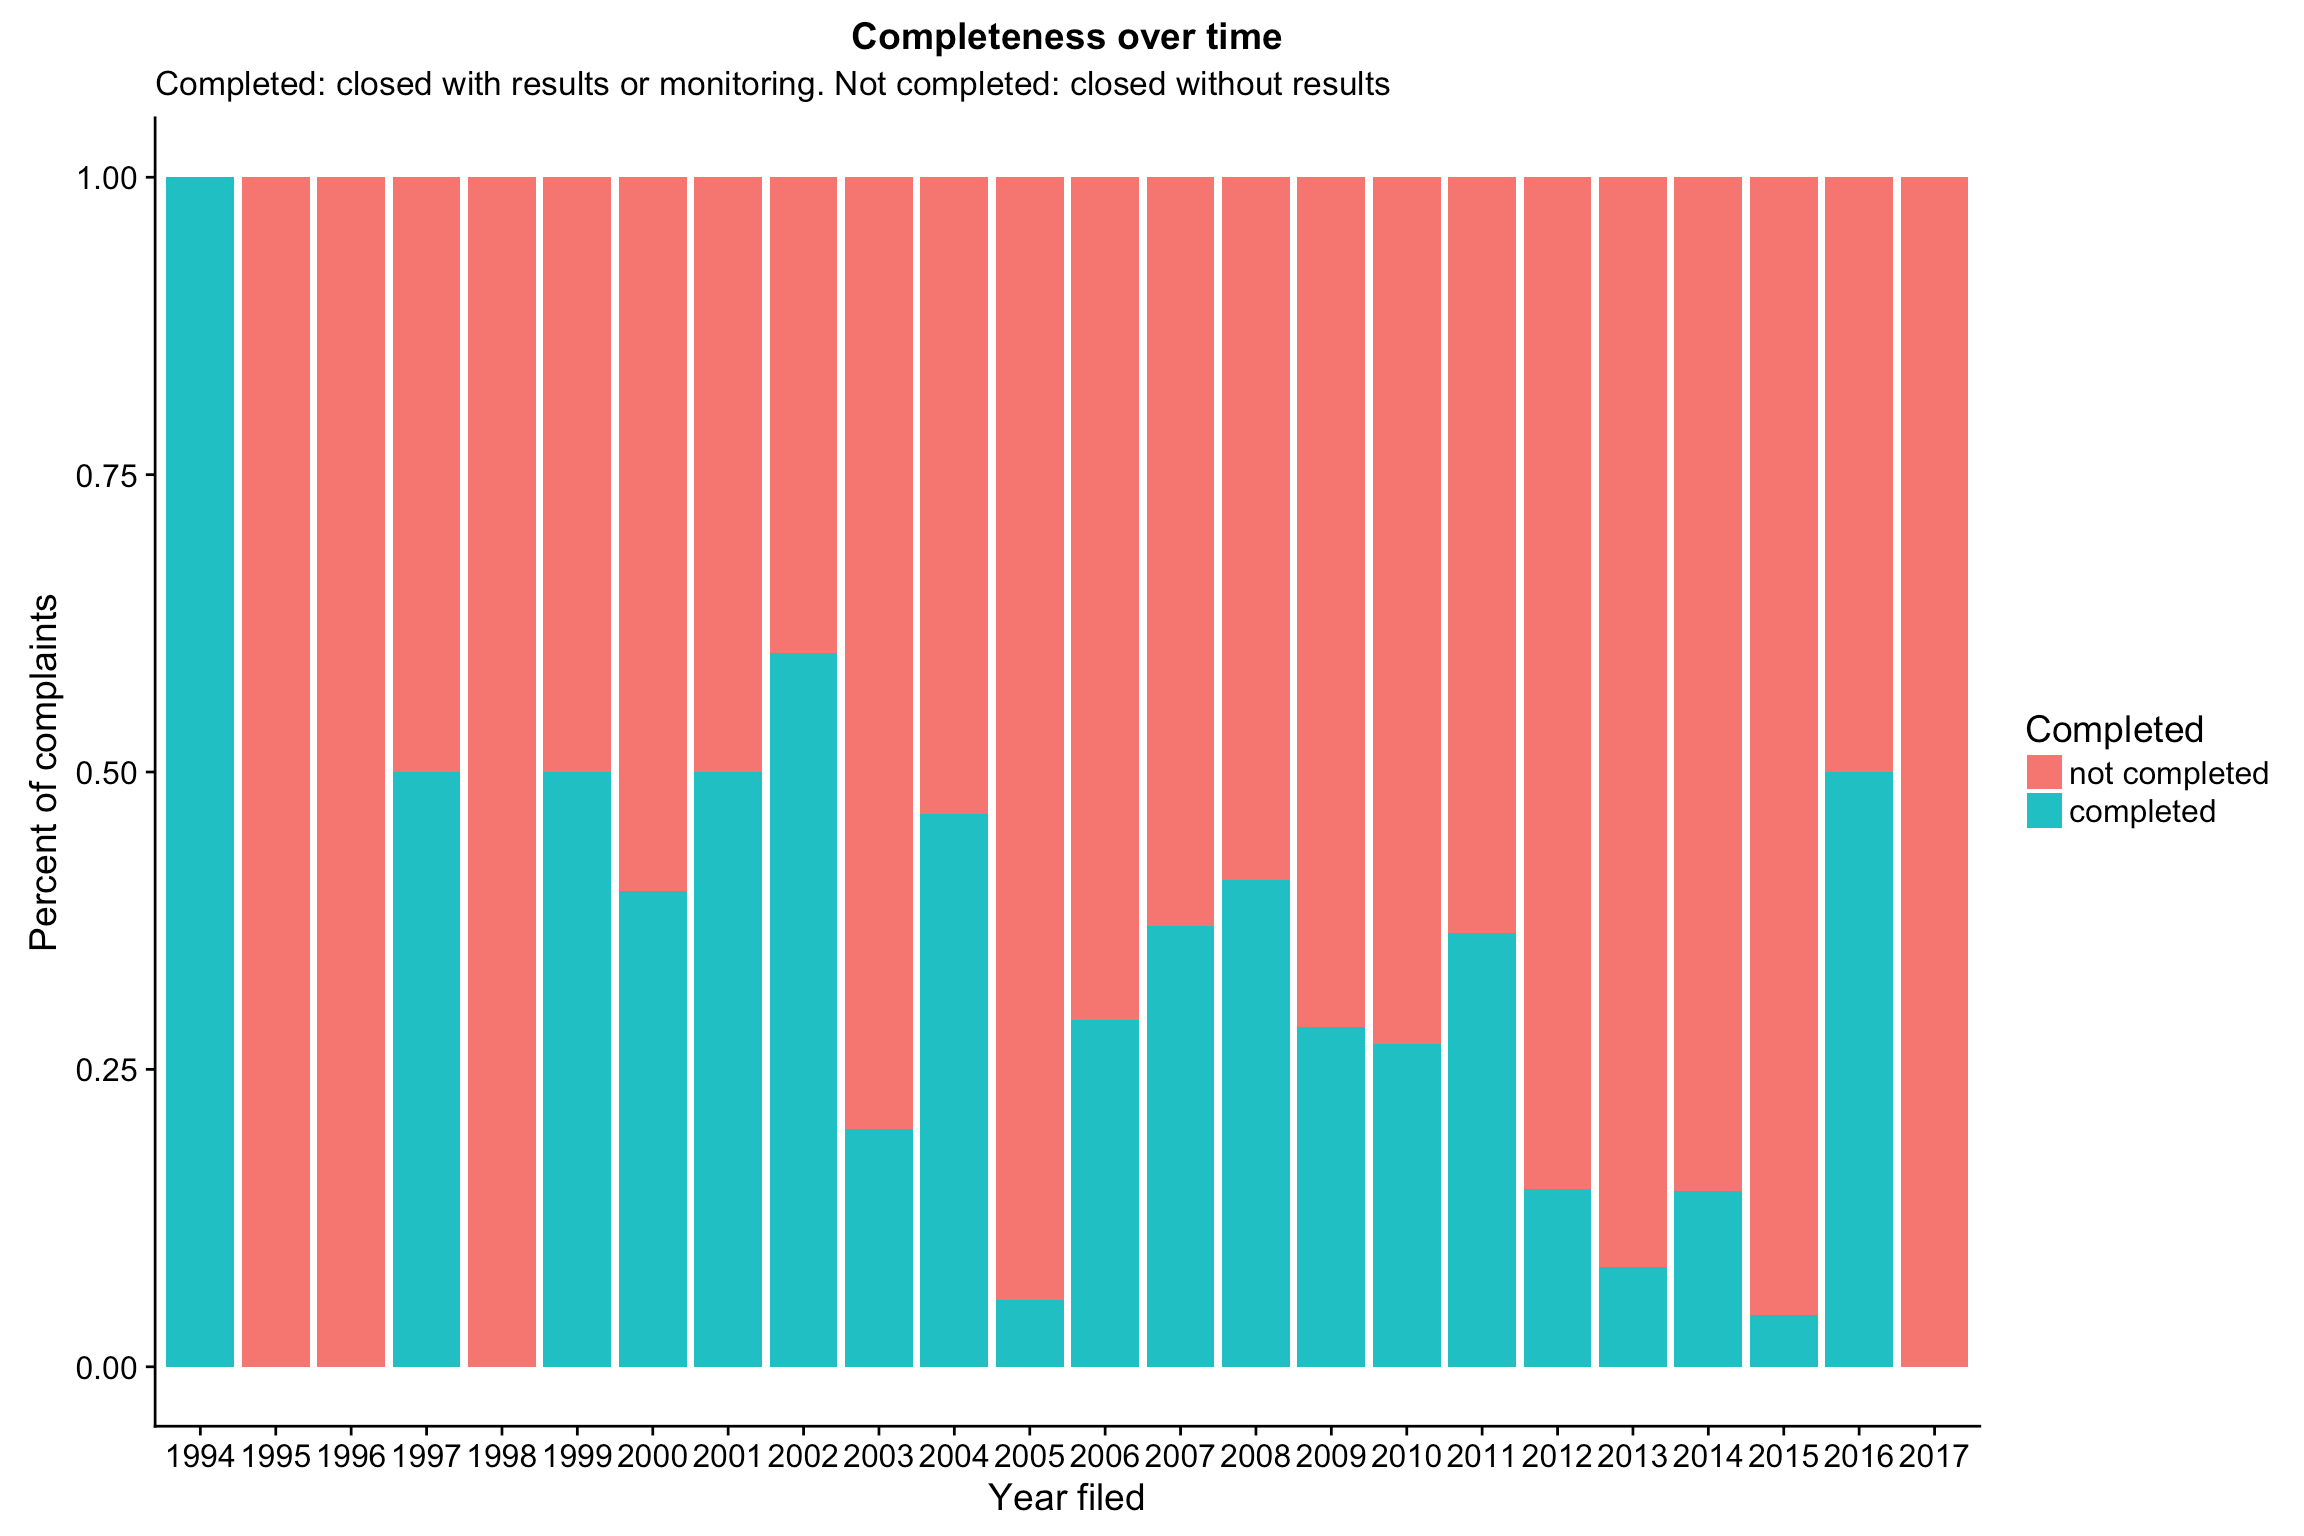 Completeness over time
Completed: closed with results or monitoring. Not completed: closed without results
Percent of complaints
1.00
0.75
0.50
0.25
0.00
1994 1995 1996 1997 1998 1999 2000 2001 2002 2003 2004 2005 2006 2007 2008 2009 2010 2011 2012 2013 2014 2015 2016 2017
Year filed
Completed
not completed
completed